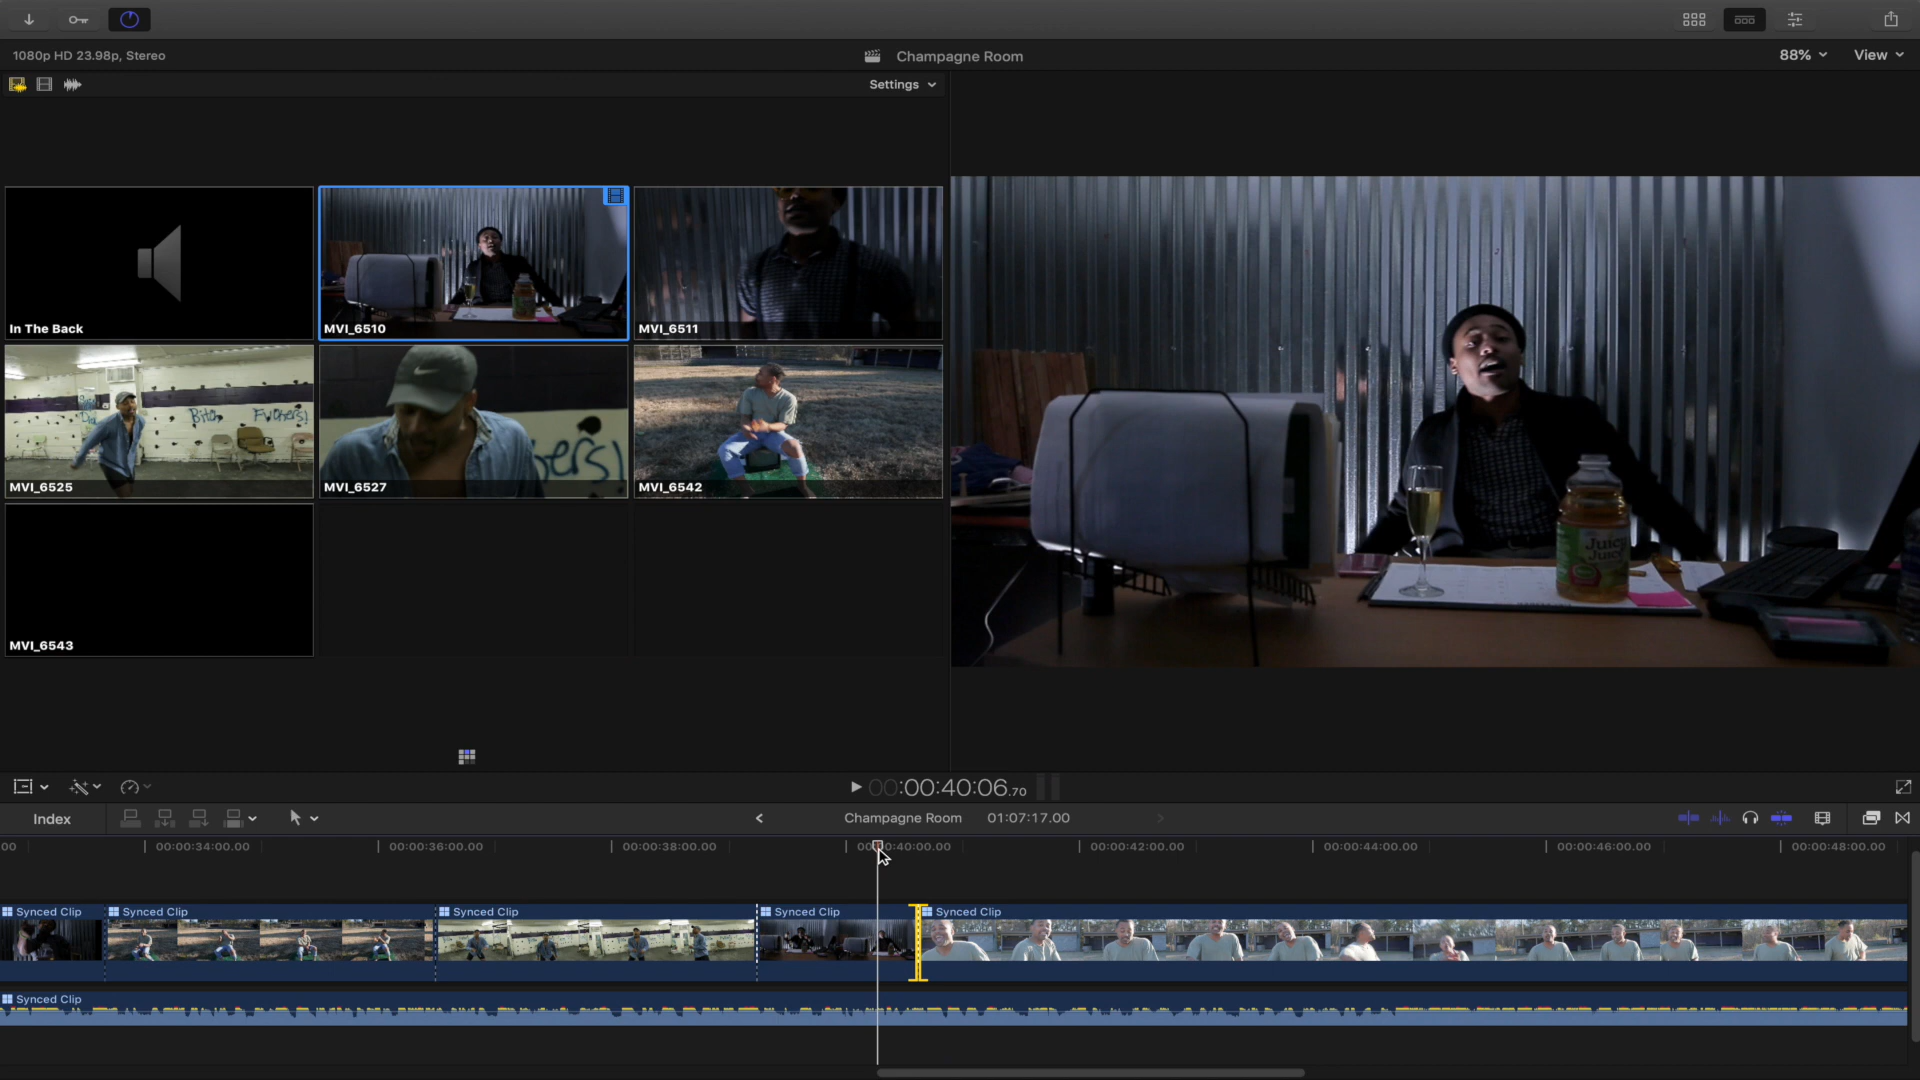 1080p HD 23.98p, Stereo
Champagne Room
88%
View
Settings
In The Back
MVI_6510
MVI_6511
MVI_6525
MVI_6527
MVI_6542
MVI_6543
Juicy
Juice
00:00:40:06.70
Index
Champagne Room
01:07:17.00
00
00:00:34:00.00
00:00:36:00.00
00:00:38:00.00
00:00:40:00.00
00:00:42:00.00
00:00:44:00.00
00:00:46:00.00
00:00:48:00.00
Synced Clip
Synced Clip
Synced Clip
Synced Clip
Synced Clip
Synced Clip